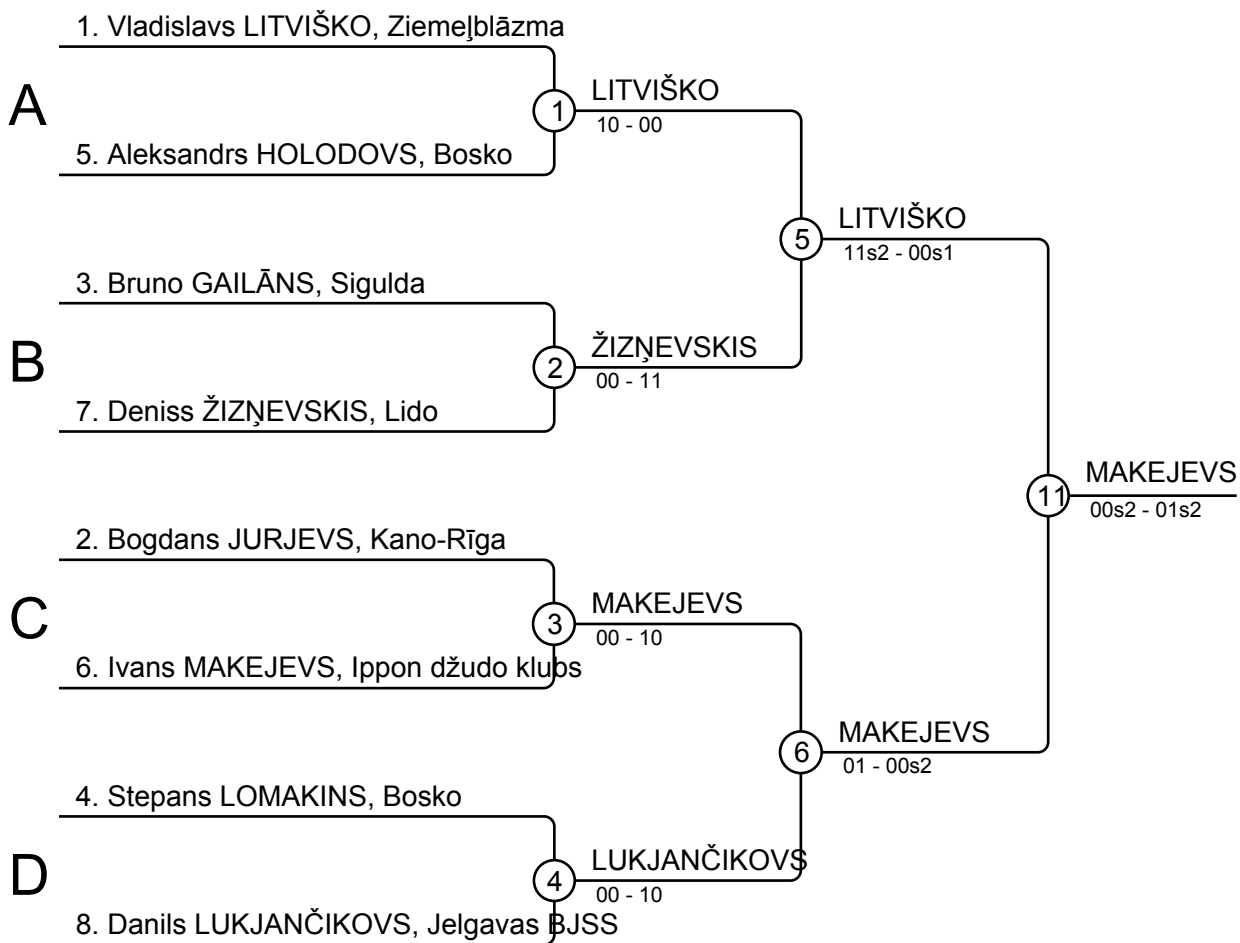 1. Vladislavs LITVIŠKO, Ziemeļblāzma
A
1
LITVIŠKO
10 - 00
5. Aleksandrs HOLODOVS, Bosko
5
LITVIŠKO
11s2 - 00s1
3. Bruno GAILĀNS, Sigulda
B
2
ŽIZŅEVSKIS
00 - 11
7. Deniss ŽIZŅEVSKIS, Lido
11
MAKEJEVS
00s2 - 01s2
2. Bogdans JURJEVS, Kano-Rīga
C
3
MAKEJEVS
00 - 10
6. Ivans MAKEJEVS, Ippon džudo klubs
6
MAKEJEVS
01 - 00s2
4. Stepans LOMAKINS, Bosko
D
4
LUKJANČIKOVS
00 - 10
8. Danils LUKJANČIKOVS, Jelgavas BJSS